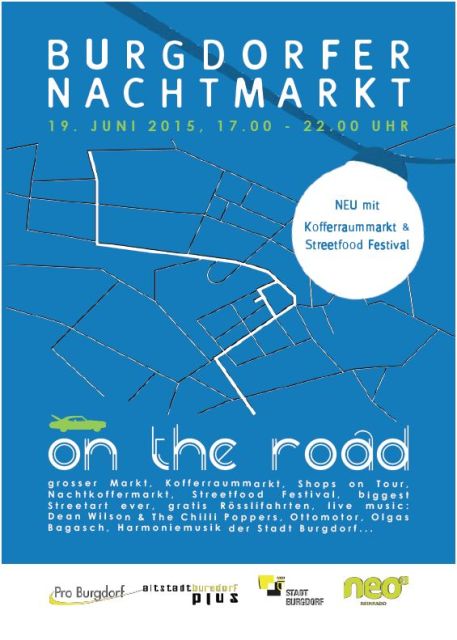 BURGDORFER
NACHTMARKT
19. JUNI 2015, 17.00 - 22.00 UHR
NEU mit
Kofferraummarkt &
Streetfood Festival
on the road
grosser Markt, Kofferraummarkt, Shops on Tour,
Nachtkoffermarkt, Streetfood Festival, biggest
Streetart ever, gratis Rösslifahrten, live music:
Dean Wilson & The Chilli Poppers, Ottomotor, Olgas
Bagasch, Harmoniemusik der Stadt Burgdorf...
Pro Burgdorf
altstadtburgdorf
plus
STADT
BURGDORF
neo